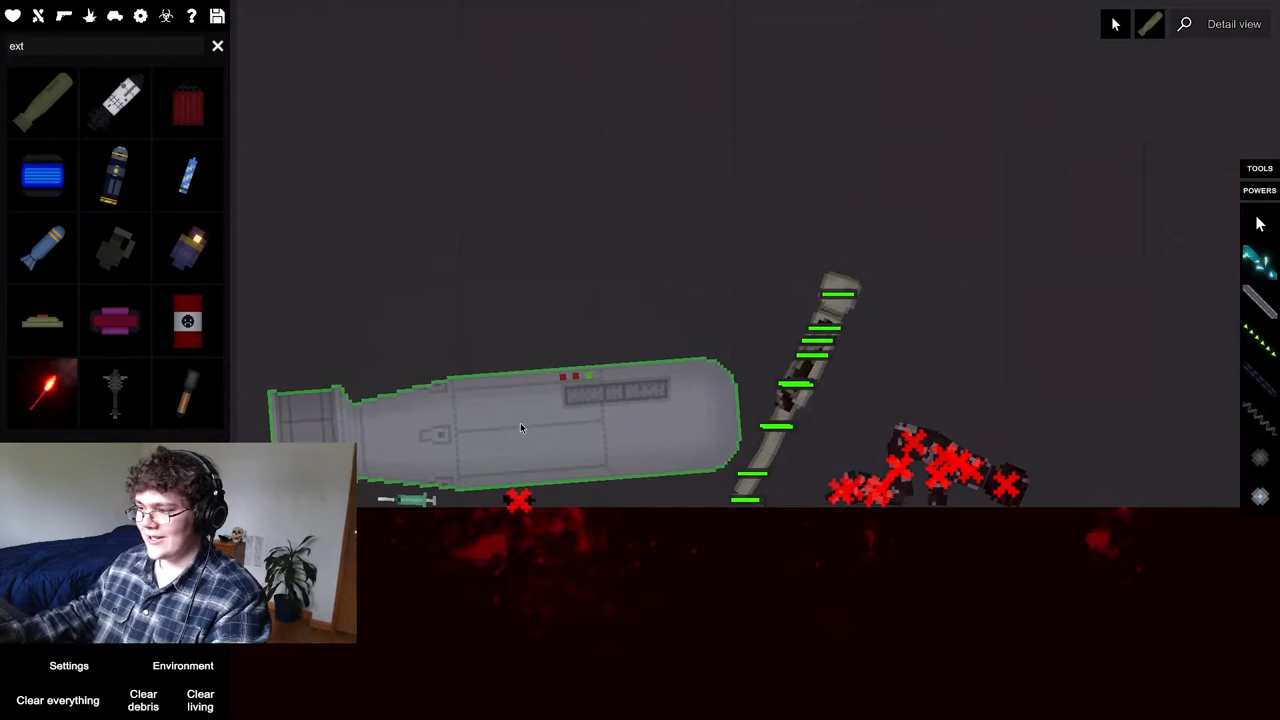 ext
Detail view
TOOLS
POWERS
Settings
Environment
Clear everything
Clear
debris
Clear
living